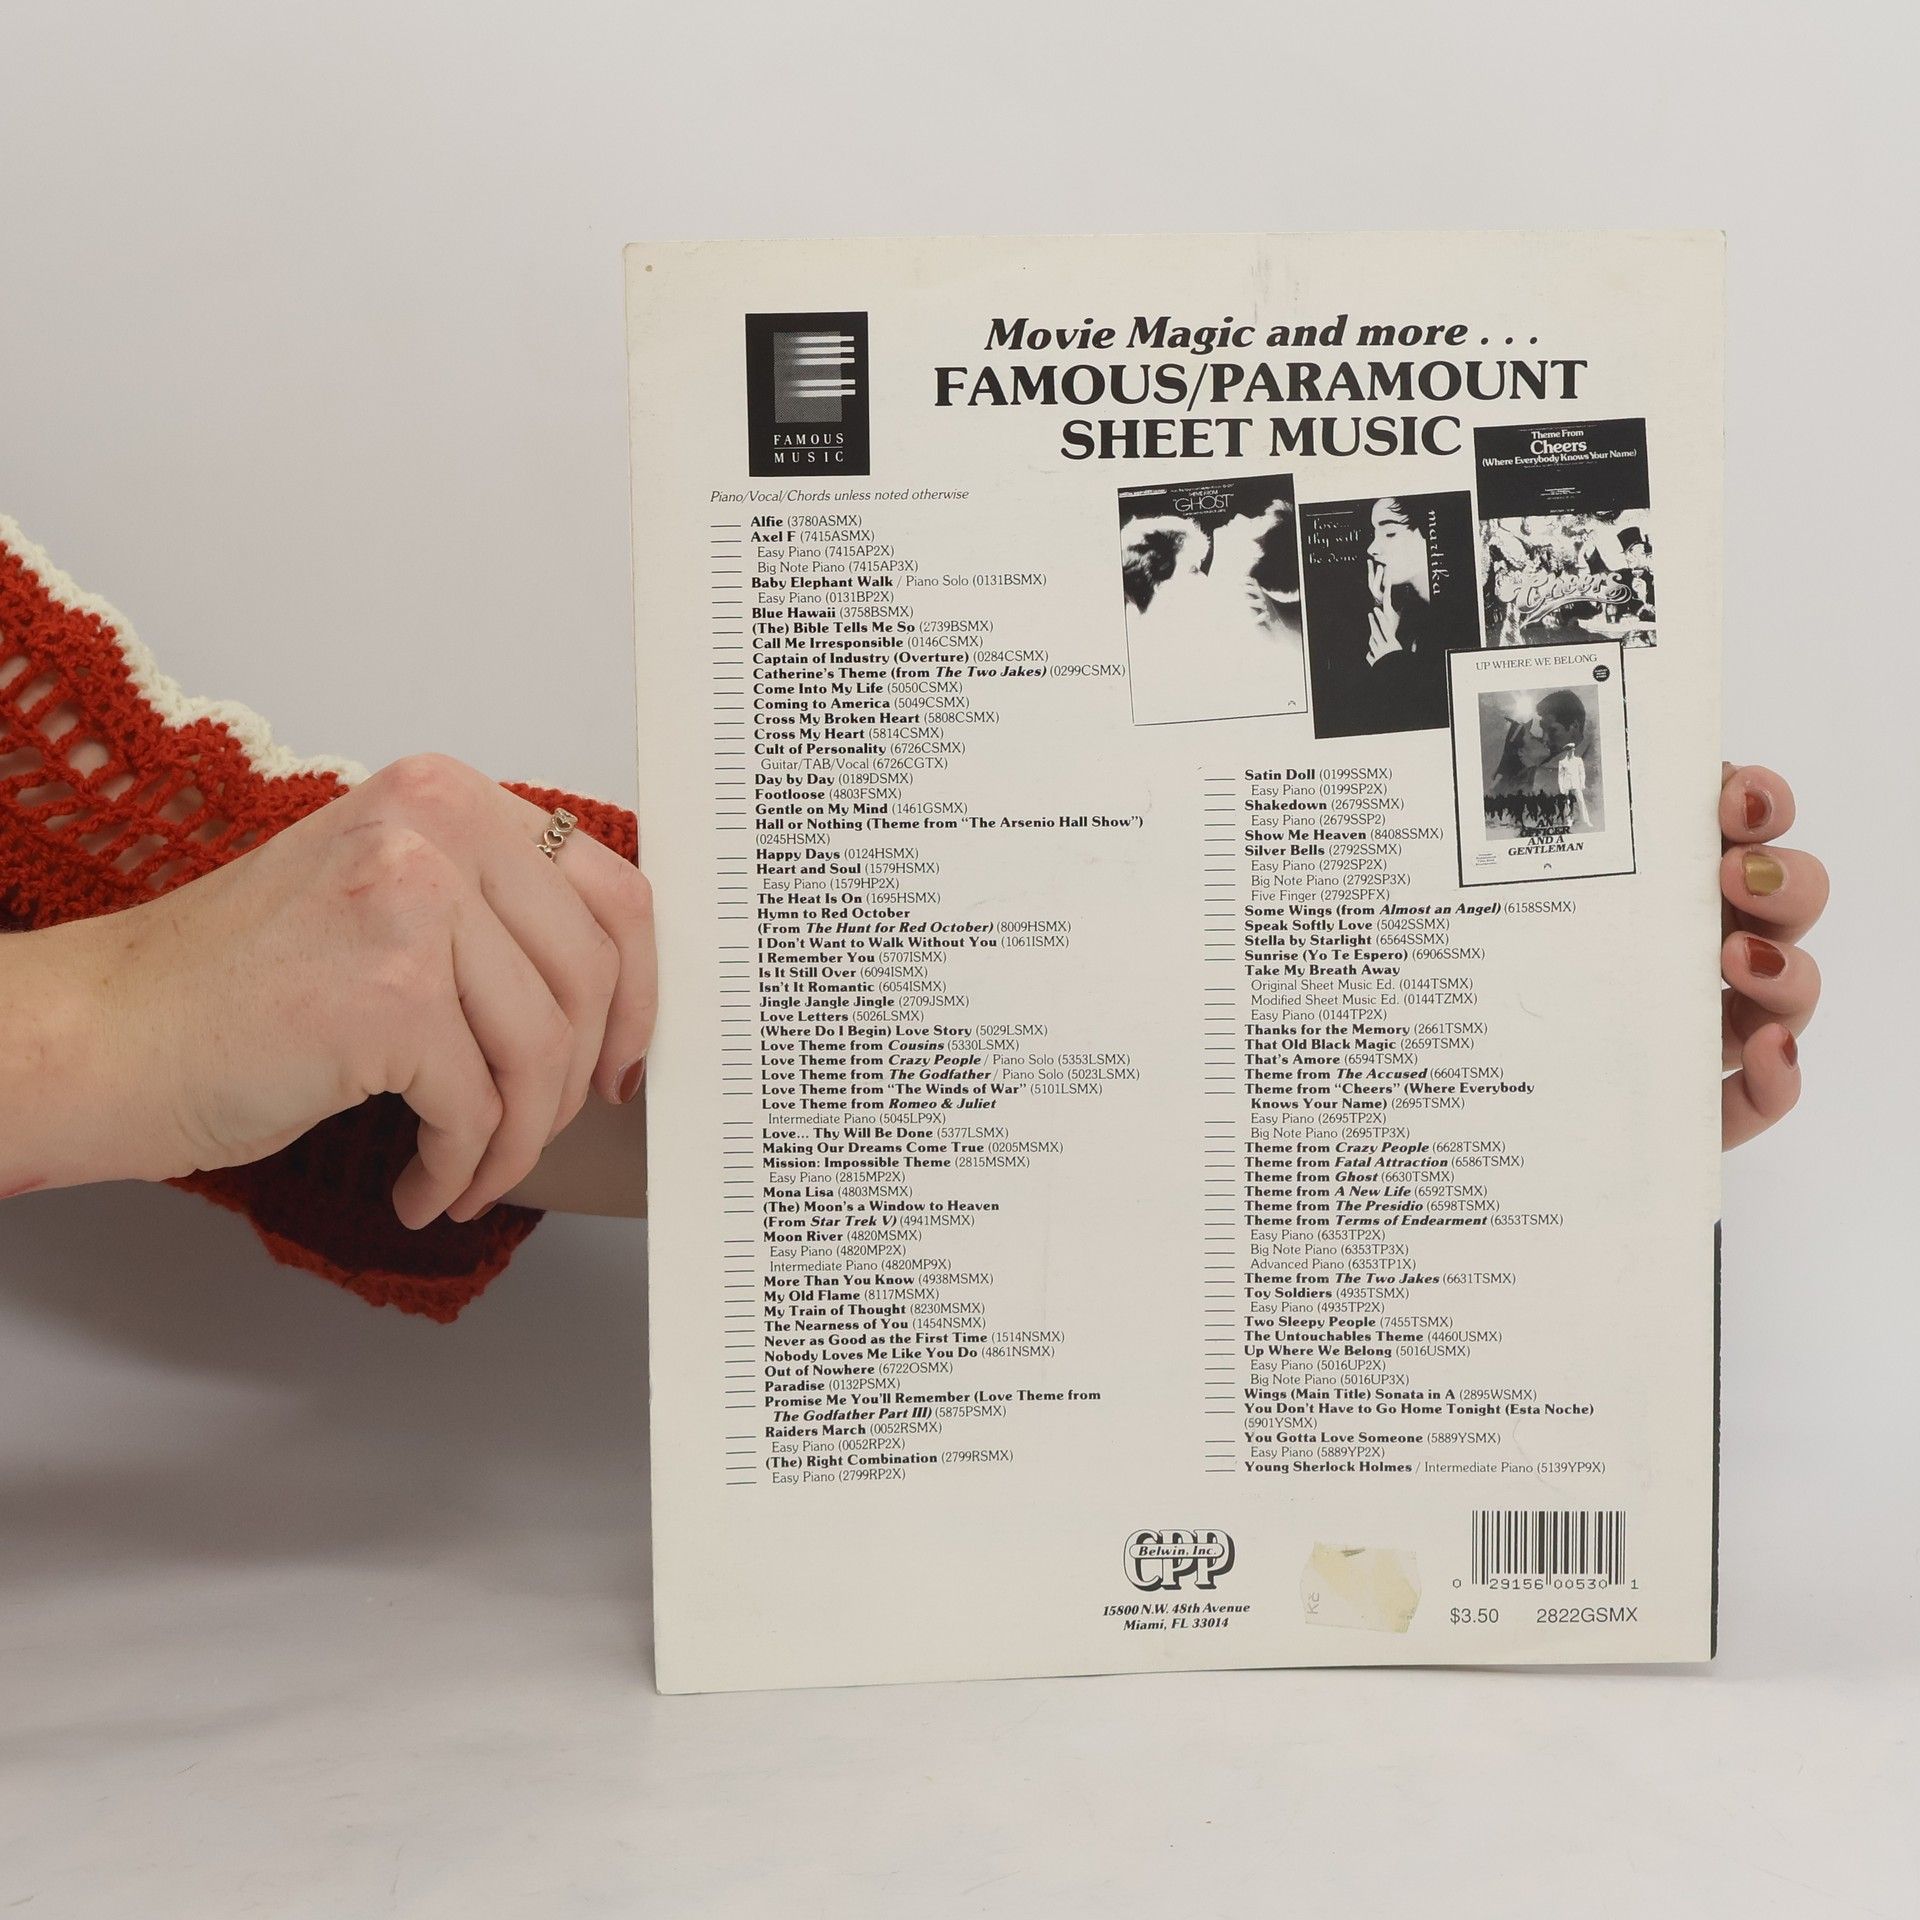 FAMOUS
MUSIC
Movie Magic and more . . .
FAMOUS/PARAMOUNT
SHEET MUSIC
Piano/Vocal/Chords unless noted otherwise
Alfie (3780ASMX)
Axel F (7415ASMX)
Easy Piano (7415AP2X)
Big Note Piano (7415AP3X)
Baby Elephant Walk / Piano Solo (0131BSMX)
Easy Piano (0131BP2X)
Blue Hawaii (3758BSMX)
(The) Bible Tells Me So (2739BSMX)
Call Me Irresponsible (0146CSMX)
Captain of Industry (Overture) (0284CSMX)
Catherine's Theme (from The Two Jakes) (0299CSMX)
Come Into My Life (5050CSMX)
Coming to America (5049CSMX)
Cross My Broken Heart (5808CSMX)
Cross My Heart (5814CSMX)
Cult of Personality (6726CSMX)
Guitar/TAB/Vocal (6726CGTX)
Day by Day (0189DSMX)
Footloose (4803FSMX)
Gentle on My Mind (1461GSMX)
Hall or Nothing (Theme from "The Arsenio Hall Show")
(0245HSMX)
Happy Days (0124HSMX)
Heart and Soul (1579HSMX)
Easy Piano (1579HP2X)
The Heat Is On (1695HSMX)
Hymn to Red October
(From The Hunt for Red October) (8009HSMX)
I Don't Want to Walk Without You (1061ISMX)
I Remember You (5707ISMX)
Is It Still Over (6094ISMX)
Isn't It Romantic (6054ISMX)
Jingle Jangle Jingle (2709JSMX)
Love Letters (5026LSMX)
(Where Do I Begin) Love Story (5029LSMX)
Love Theme from Cousins (5330LSMX)
Love Theme from Crazy People / Piano Solo (5353LSMX)
Love Theme from The Godfather / Piano Solo (5023LSMX)
Love Theme from "The Winds of War" (5101LSMX)
Love Theme from Romeo & Juliet
Intermediate Piano (5045LP9X)
Love... Thy Will Be Done (5377LSMX)
Making Our Dreams Come True (0205MSMX)
Mission: Impossible Theme (2815MSMX)
Easy Piano (2815MP2X)
Mona Lisa (4803MSMX)
(The) Moon's a Window to Heaven
(From Star Trek V) (4941MSMX)
Moon River (4820MSMX)
Easy Piano (4820MP2X)
Intermediate Piano (4820MP9X)
More Than You Know (4938MSMX)
My Old Flame (8117MSMX)
My Train of Thought (8230MSMX)
The Nearness of You (1454NSMX)
Never as Good as the First Time (1514NSMX)
Nobody Loves Me Like You Do (4861NSMX)
Out of Nowhere (6722OSMX)
Paradise (0132PSMX)
Promise Me You'll Remember (Love Theme from
The Godfather Part III) (5875PSMX)
Raiders March (0052RSMX)
Easy Piano (0052RP2X)
(The) Right Combination (2799RSMX)
Easy Piano (2799RP2X)
THEME FROM
"GHOST"
love...
thy will
be done
martika
Theme From
Cheers
(Where Everybody Knows Your Name)
Cheers
UP WHERE WE BELONG
AN
OFFICER
AND A
GENTLEMAN
Satin Doll (0199SSMX)
Easy Piano (0199SP2X)
Shakedown (2679SSMX)
Easy Piano (2679SSP2)
Show Me Heaven (8408SSMX)
Silver Bells (2792SSMX)
Easy Piano (2792SP2X)
Big Note Piano (2792SP3X)
Five Finger (2792SPFX)
Some Wings (from Almost an Angel) (6158SSMX)
Speak Softly Love (5042SSMX)
Stella by Starlight (6564SSMX)
Sunrise (Yo Te Espero) (6906SSMX)
Take My Breath Away
Original Sheet Music Ed. (0144TSMX)
Modified Sheet Music Ed. (0144TZMX)
Easy Piano (0144TP2X)
Thanks for the Memory (2661TSMX)
That Old Black Magic (2659TSMX)
That's Amore (6594TSMX)
Theme from The Accused (6604TSMX)
Theme from "Cheers" (Where Everybody
Knows Your Name) (2695TSMX)
Easy Piano (2695TP2X)
Big Note Piano (2695TP3X)
Theme from Crazy People (6628TSMX)
Theme from Fatal Attraction (6586TSMX)
Theme from Ghost (6630TSMX)
Theme from A New Life (6592TSMX)
Theme from The Presidio (6598TSMX)
Theme from Terms of Endearment (6353TSMX)
Easy Piano (6353TP2X)
Big Note Piano (6353TP3X)
Advanced Piano (6353TP1X)
Theme from The Two Jakes (6631TSMX)
Toy Soldiers (4935TSMX)
Easy Piano (4935TP2X)
Two Sleepy People (7455TSMX)
The Untouchables Theme (4460USMX)
Up Where We Belong (5016USMX)
Easy Piano (5016UP2X)
Big Note Piano (5016UP3X)
Wings (Main Title) Sonata in A (2895WSMX)
You Don't Have to Go Home Tonight (Esta Noche)
(5901YSMX)
You Gotta Love Someone (5889YSMX)
Easy Piano (5889YP2X)
Young Sherlock Holmes / Intermediate Piano (5139YP9X)
CPP
Belwin, Inc.
15800 N.W. 48th Avenue
Miami, FL 33014
Kč
0 29156 00530 1
$3.50 2822GSMX